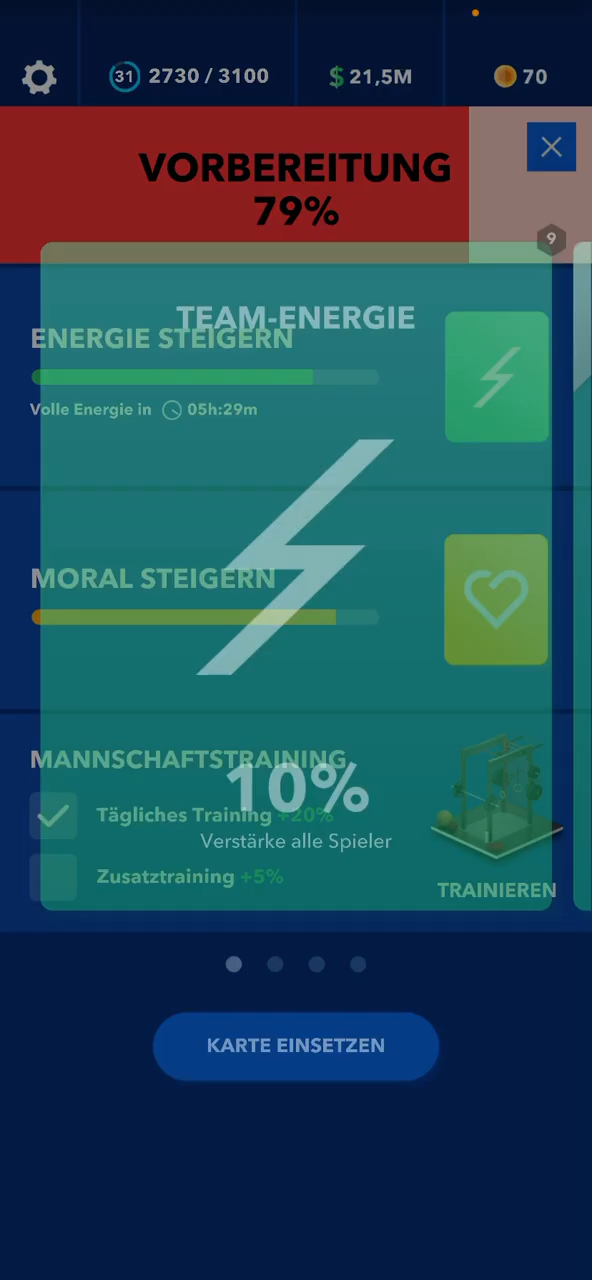 31 2730 / 3100 $ 21,5M 70
VORBEREITUNG
79%
9
TEAM-ENERGIE
ENERGIE STEIGERN
Volle Energie in 05h:29m
MORAL STEIGERN
MANNSCHAFTSTRAINING
10%
Tägliches Training +20%
Verstärke alle Spieler
Zusatztraining +5%
TRAINIEREN
KARTE EINSETZEN